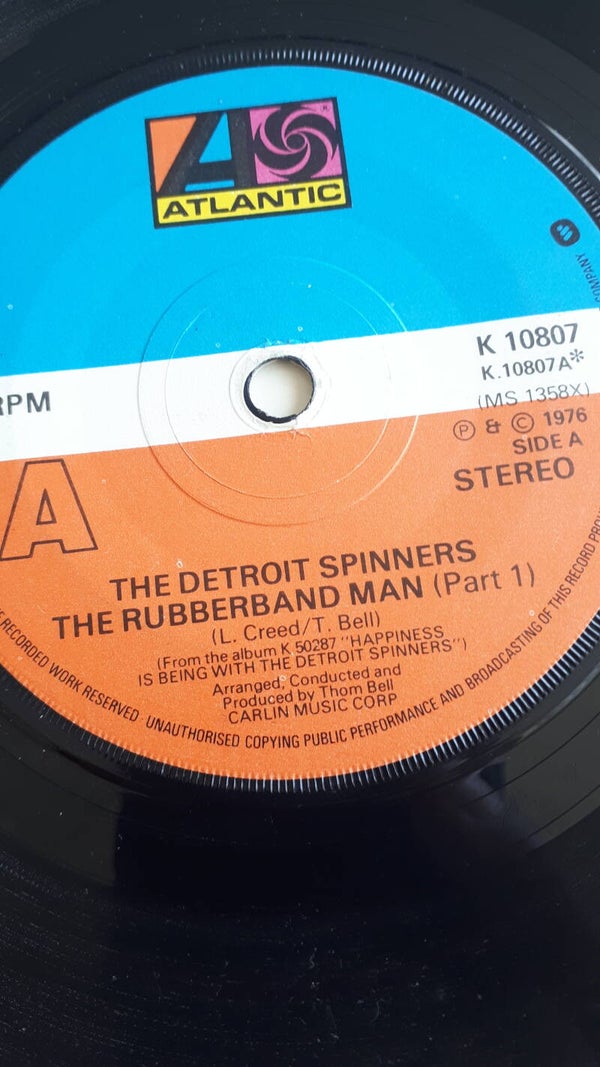 ATLANTIC
COMPANY
RPM
K 10807
K.10807A*
(MS 1358X)
Ⓟ & © 1976
SIDE A
STEREO
A
THE DETROIT SPINNERS
THE RUBBERBAND MAN (Part 1)
(L. Creed/T. Bell)
(From the album K 50287 "HAPPINESS
IS BEING WITH THE DETROIT SPINNERS")
Arranged, Conducted and
Produced by Thom Bell
CARLIN MUSIC CORP
RECORDED WORK RESERVED · UNAUTHORISED COPYING PUBLIC PERFORMANCE AND BROADCASTING OF THIS RECORD